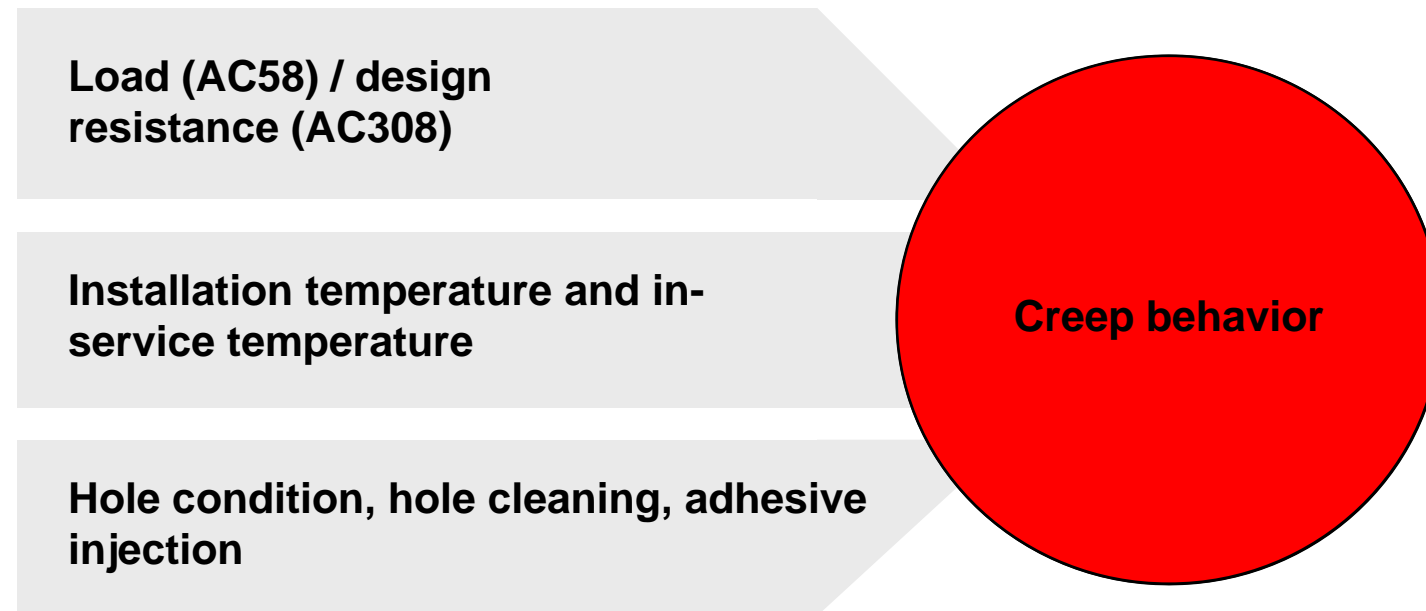 Load (AC58) / design
resistance (AC308)
Installation temperature and in-
service temperature
Creep behavior
Hole condition, hole cleaning, adhesive
injection